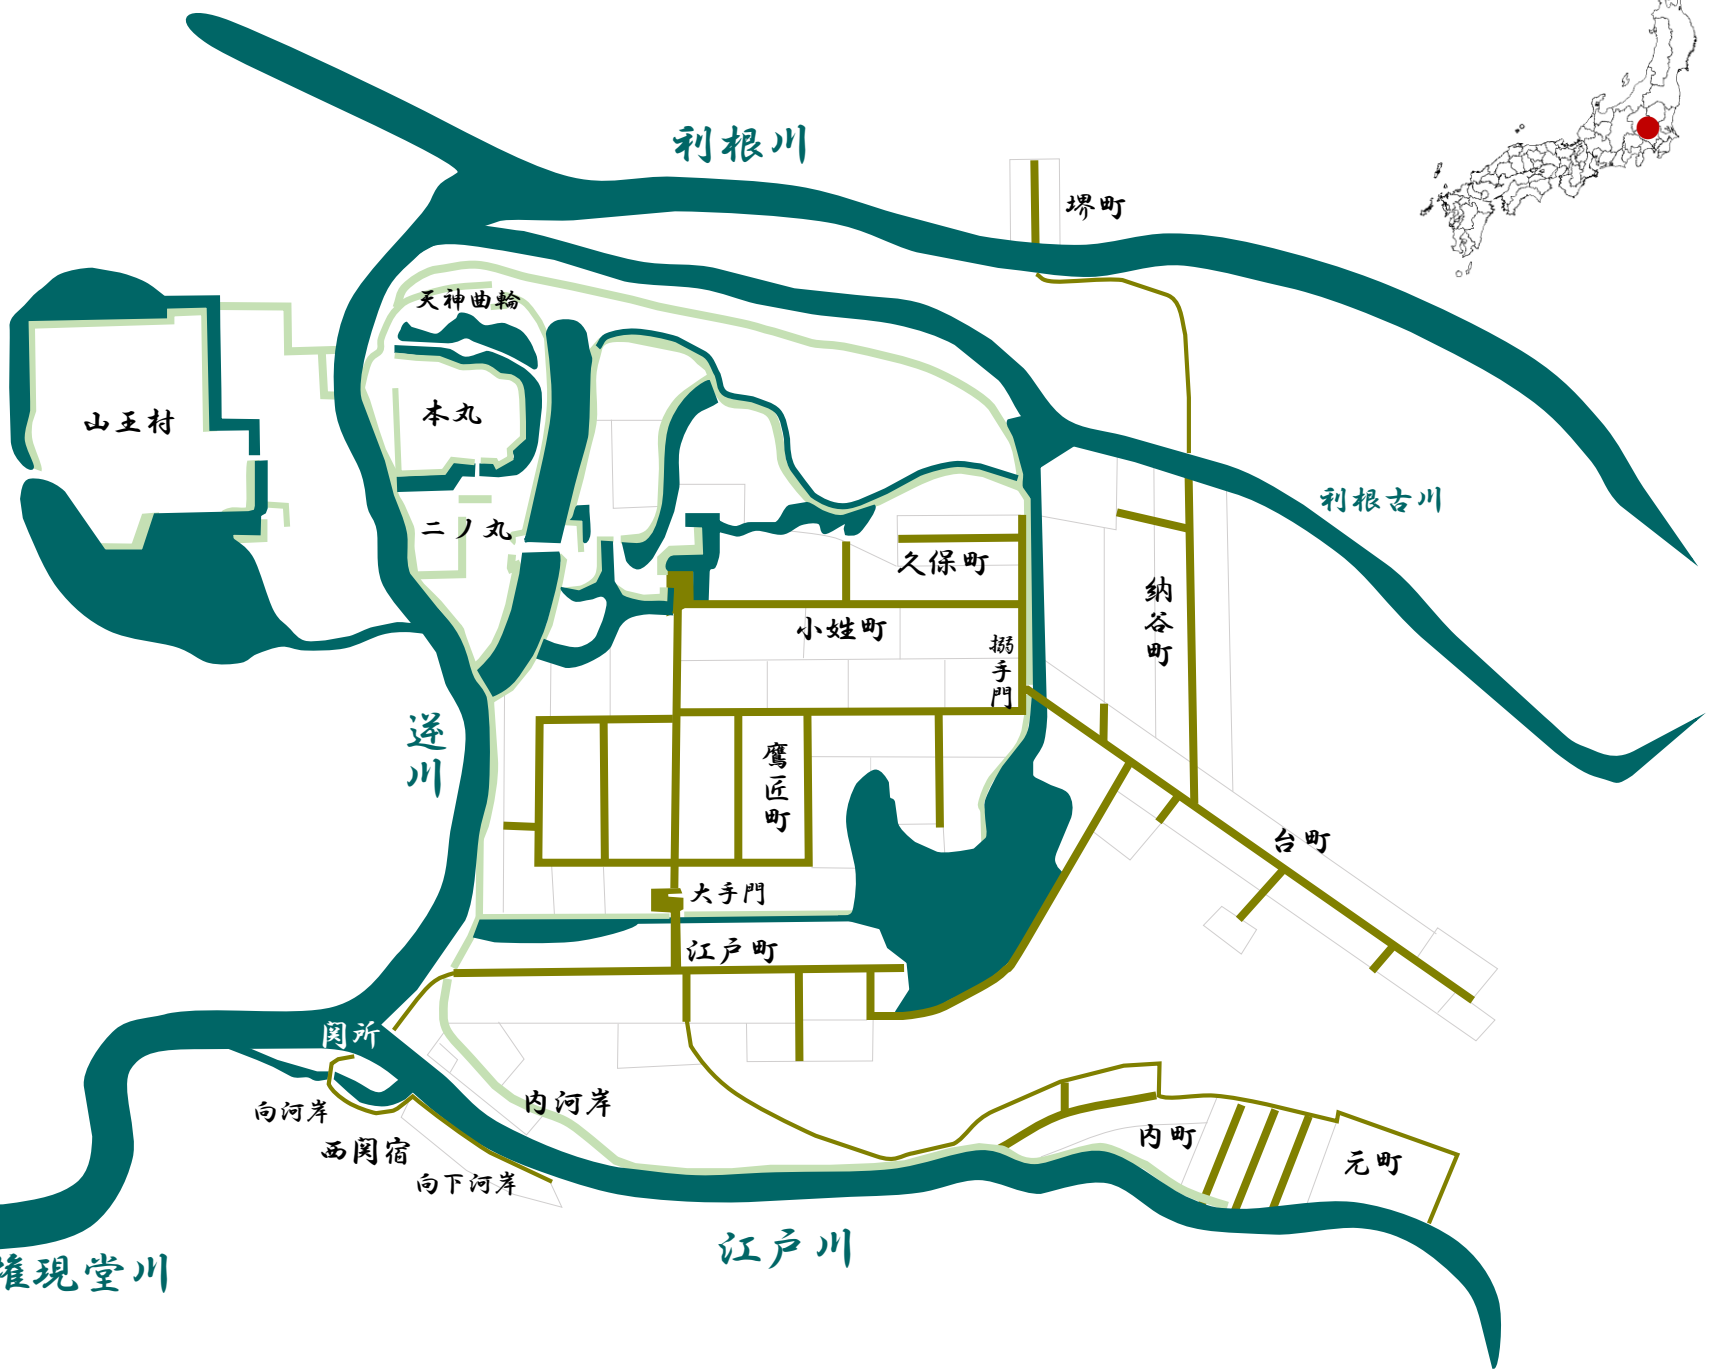 利根川
堺町
天神曲輪
本丸
山王村
二ノ丸
利根古川
久保町
納谷町
小姓町
搦手門
逆川
鷹匠町
台町
大手門
江戸町
関所
内河岸
向河岸
西関宿
向下河岸
内町
元町
江戸川
権現堂川